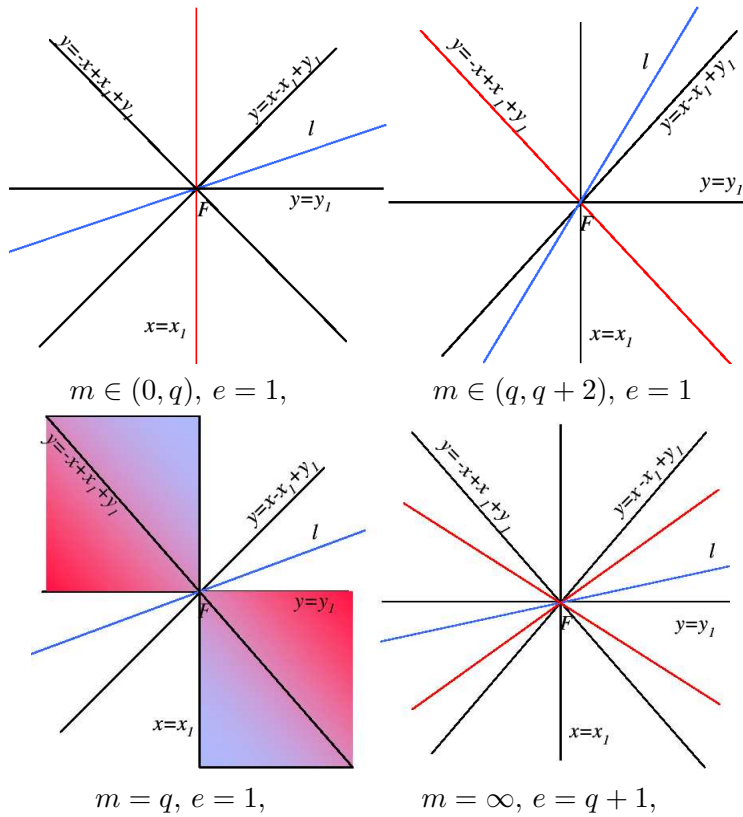 y=-x+x₁+y₁
y=x-x₁+y₁
l
y=y₁
F
x=x₁
m ∈ (0, q), e = 1,
y=-x+x₁+y₁
l
y=x-x₁+y₁
y=y₁
F
x=x₁
m ∈ (q, q + 2), e = 1
y=-x+x₁+y₁
y=x-x₁+y₁
l
y=y₁
F
x=x₁
m = q, e = 1,
y=-x+x₁+y₁
y=x-x₁+y₁
l
F
y=y₁
x=x₁
m = ∞, e = q + 1,